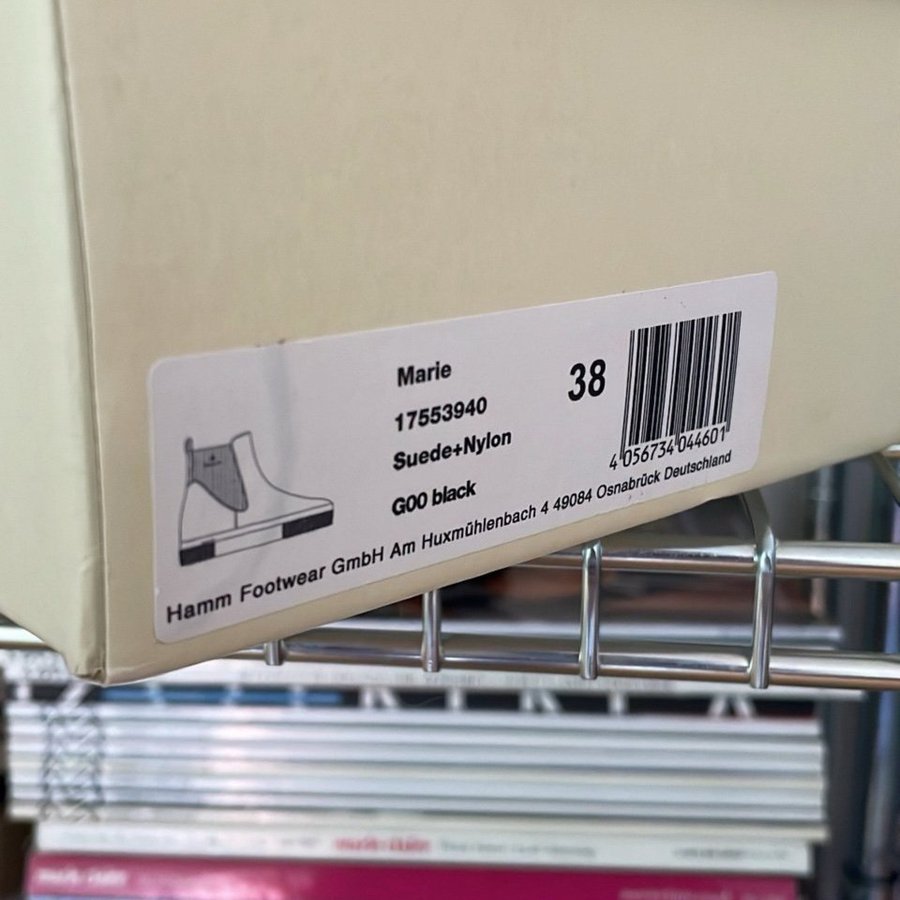 Marie
17553940
Suede+Nylon
G00 black
38
4 056734 044601
Hamm Footwear GmbH Am Huxmühlenbach 4 49084 Osnabrück Deutschland